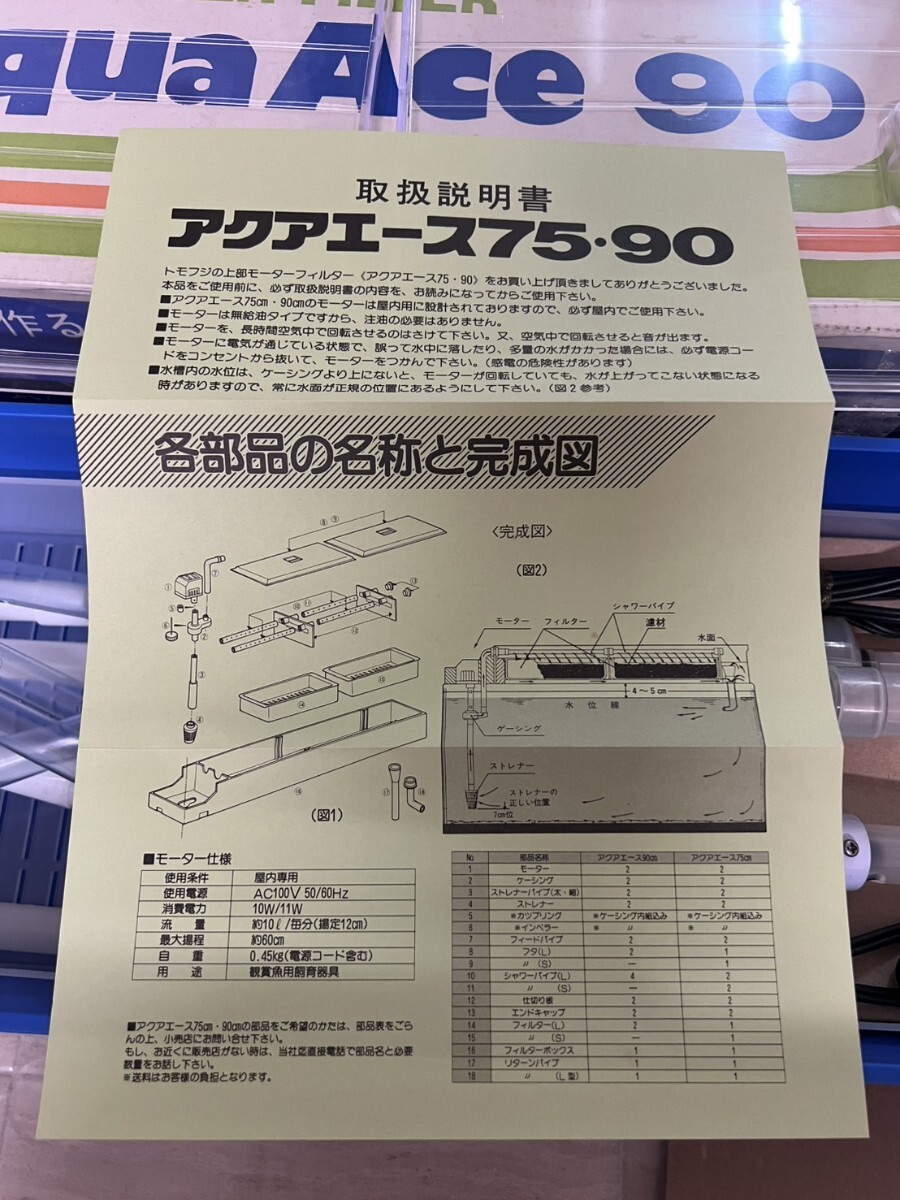 qua Ace 90
作る
取扱説明書
アクアエース75・90
トモフジの上部モーターフィルター《アクアエース75・90》をお買い上げ頂きましてありがとうございました。
本品をご使用前に、必ず取扱説明書の内容を、お読みになってからご使用下さい。
■アクアエース75cm・90cmのモーターは屋内用に設計されておりますので、必ず屋内でご使用下さい。
■モーターは無給油タイプですから、注油の必要はありません。
■モーターを、長時間空気中で回転させるのはさけて下さい。又、空気中で回転させると音が出ます。
■モーターに電気が通じている状態で、誤って水中に落したり、多量の水がかかった場合には、必ず電源コー
ドをコンセントから抜いて、モーターをつかんで下さい。(感電の危険性があります)
■水槽内の水位は、ケーシングより上にないと、モーターが回転していても、水が上がってこない状態になる
時がありますので、常に水面が正規の位置にあるようにして下さい。(図2参考)
各部品の名称と完成図
〈完成図〉
(図2)
① ② ③ ④ ⑤ ⑥ ⑦ ⑧ ⑨ ⑩ ⑪ ⑫ ⑬ ⑭ ⑮ ⑯ ⑰ ⑱
(図1)
モーター
フィルター
シャワーパイプ
濾材
水面
4〜5cm
水位線
ケーシング
ストレナー
ストレナーの
正しい位置
7cm位
■モーター仕様
使用条件 屋内専用
使用電源 AC100V 50/60Hz
消費電力 10W/11W
流量 約10ℓ/毎分(揚定12cm)
最大揚程 約60cm
自重 0.45kg(電源コード含む)
用途 観賞魚用飼育器具
■アクアエース75cm・90cmの部品をご希望のかたは、部品表をごら
んの上、小売店にお問い合せ下さい。
もし、お近くに販売店がない時は、当社迄直接電話で部品名と必要
数量をお話し下さい。
※送料はお客様の負担となります。
No. 部品名称 アクアエース90cm アクアエース75cm
1 モーター 2 2
2 ケーシング 2 2
3 ストレナーパイプ(太・細) 2 2
4 ストレナー 2 2
5 ※カップリング ※ケーシング内組込み ※ケーシング内組込み
6 ※インペラー ※ 〃 ※ 〃
7 フィードパイプ 2 2
8 フタ(L) 2 1
9 〃 (S) — 1
10 シャワーパイプ(L) 4 2
11 〃 (S) — 2
12 仕切り板 2 2
13 エンドキャップ 2 2
14 フィルター(L) 2 1
15 〃 (S) — 1
16 フィルターボックス 1 1
17 リターンパイプ 1 1
18 〃 (L型) 1 1